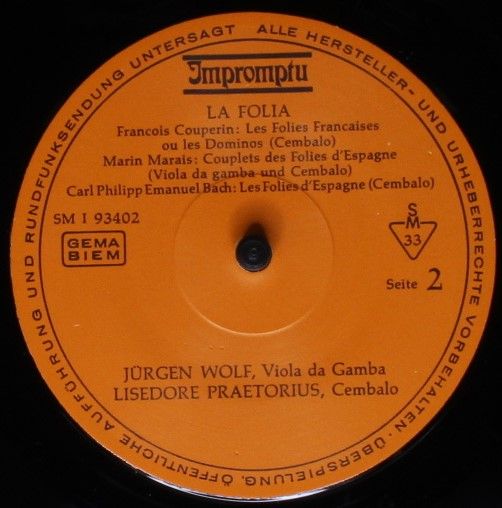 ALLE HERSTELLER- UND URHEBERRECHTE VORBEHALTEN · ÜBERSPIELUNG, ÖFFENTLICHE AUFFÜHRUNG UND RUNDFUNKSENDUNG UNTERSAGT
Impromptu
LA FOLIA
Francois Couperin: Les Folies Francaises
ou les Dominos (Cembalo)
Marin Marais: Couplets des Folies d'Espagne
(Viola da gamba und Cembalo)
Carl Philipp Emanuel Bach: Les Folies d'Espagne (Cembalo)
SM I 93402
GEMA
BIEM
S
M
33
Seite 2
JÜRGEN WOLF, Viola da Gamba
LISEDORE PRAETORIUS, Cembalo